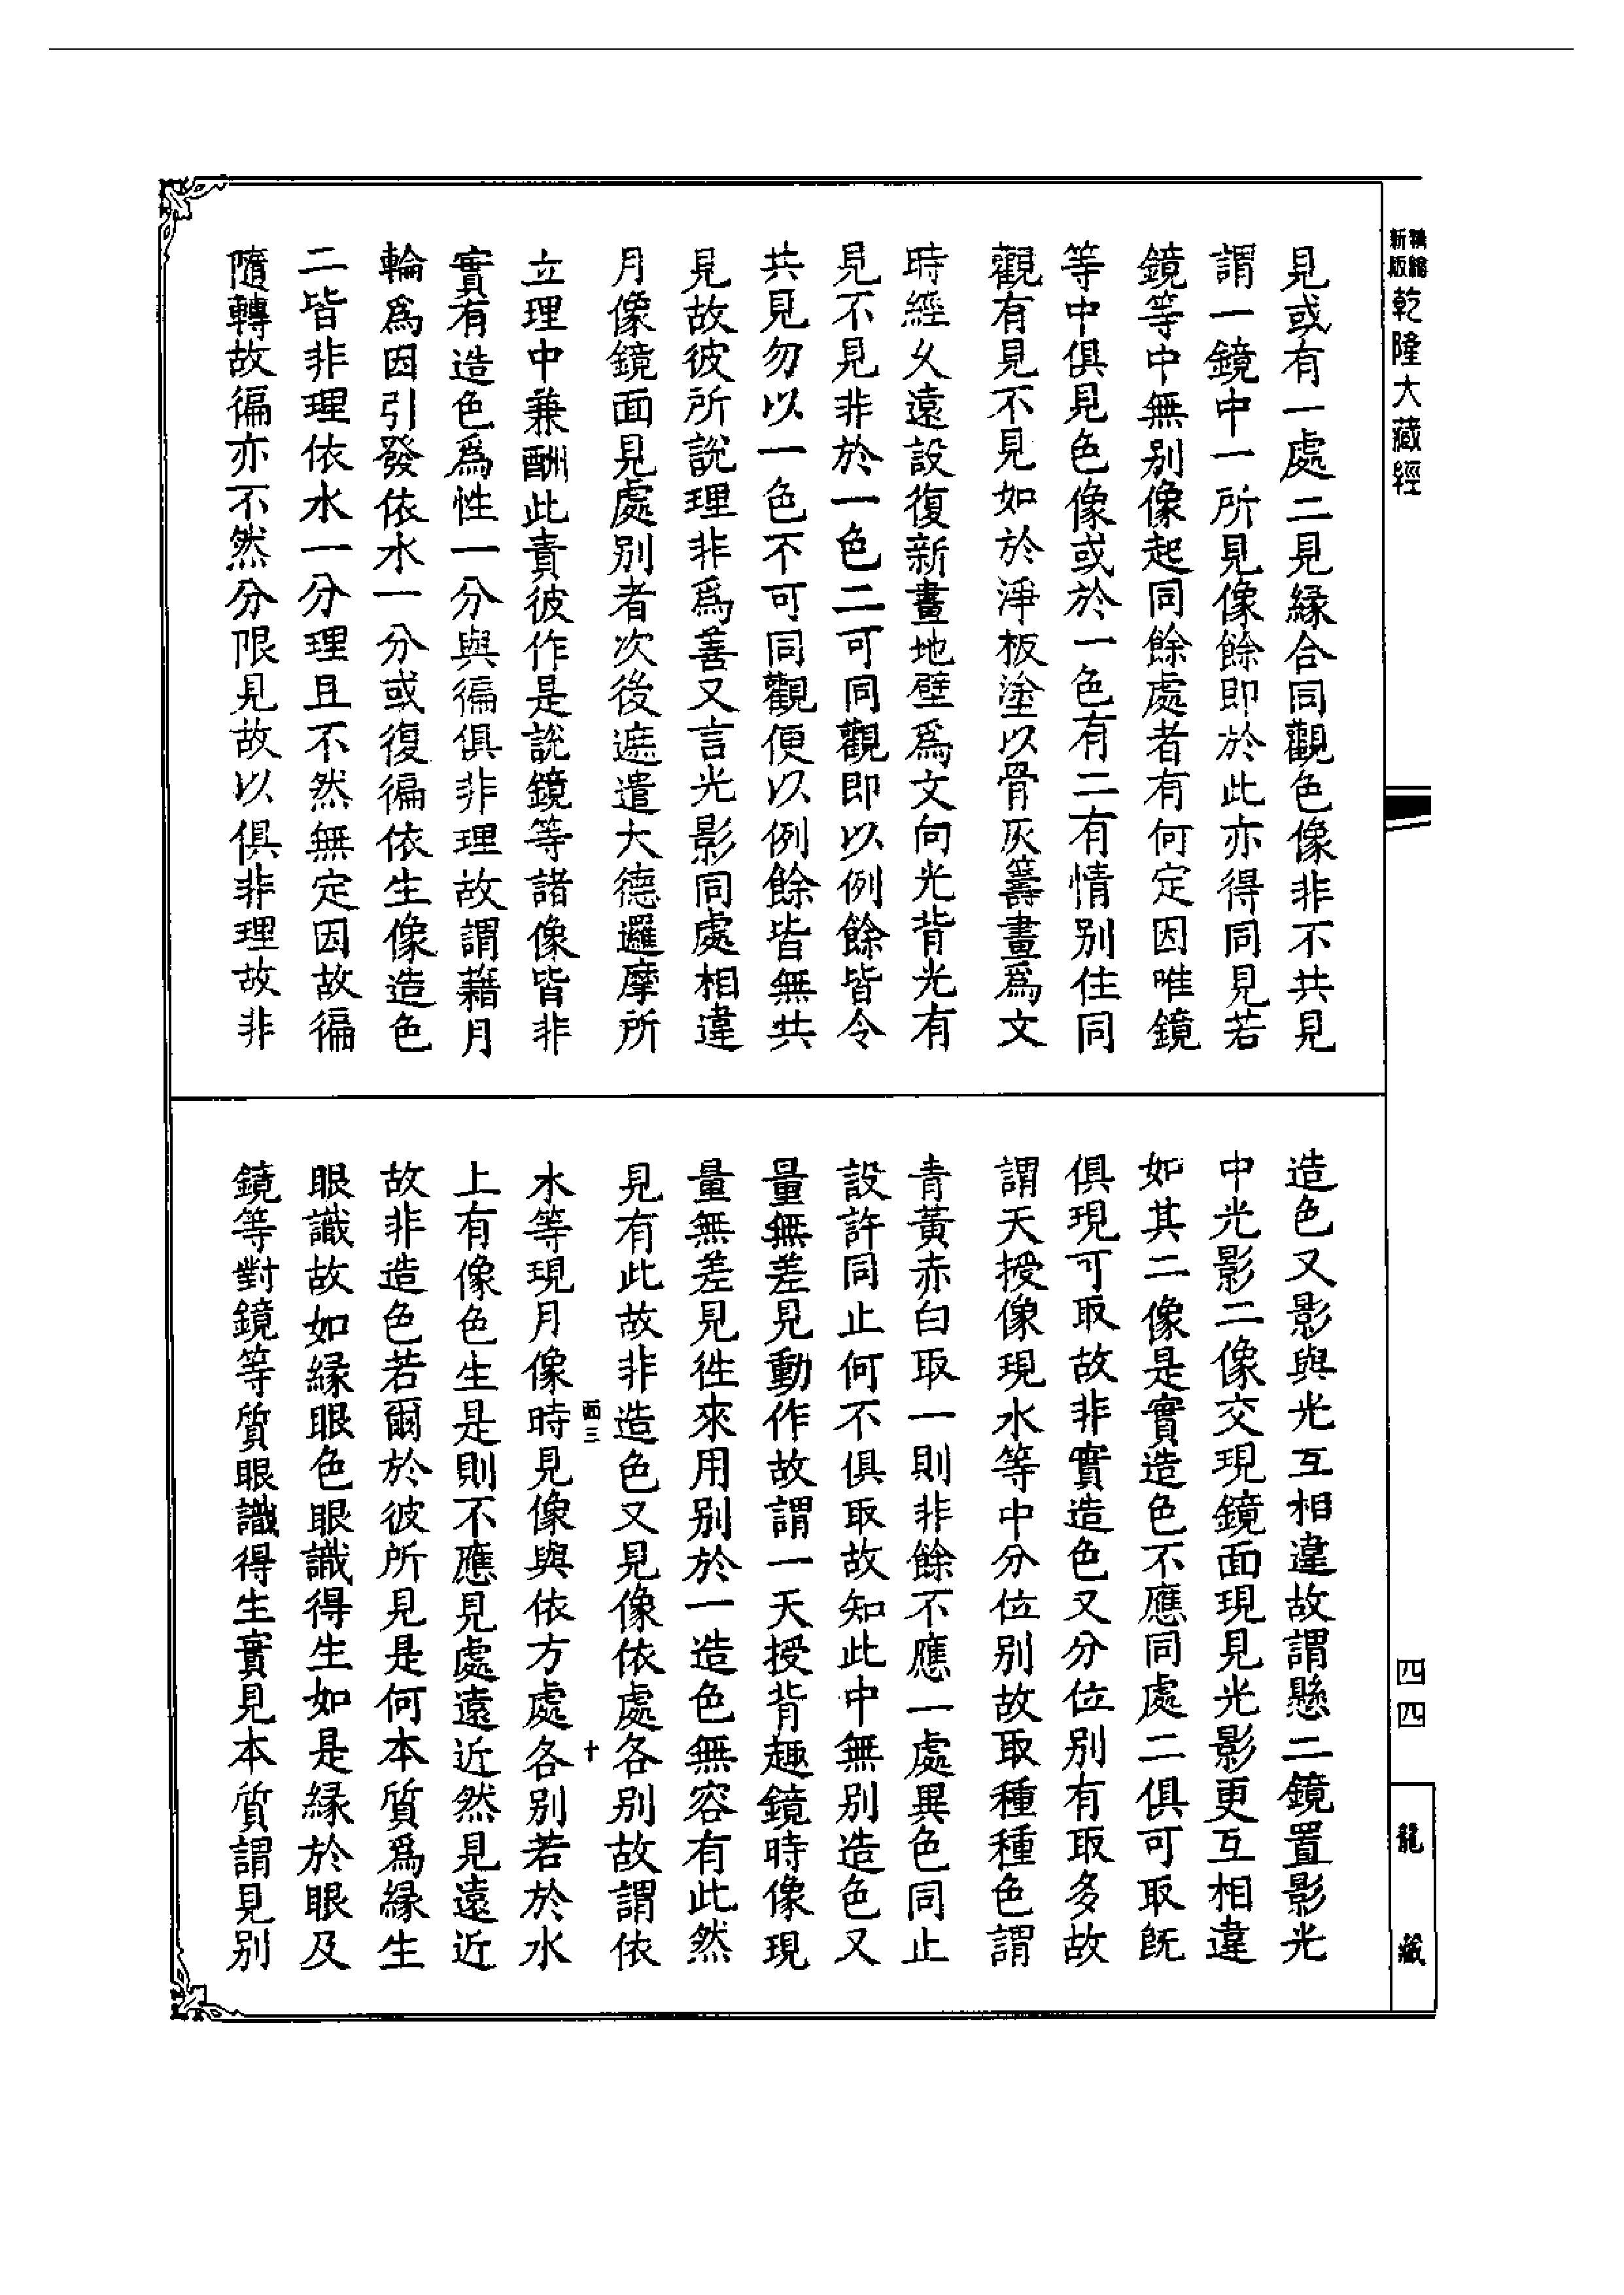 精縮
新版
乾隆大藏經
見或有一處二見緣合同觀色像非不共見
謂一鏡中一所見像餘即於此亦得同見若
鏡等中無别像起同餘處者有何定因唯鏡
等中俱見色像或於一色有二有情别住同
觀有見不見如於淨板塗以骨灰籌畫爲文
時經久遠設復新畫地壁爲文向光背光有
見不見非於一色二可同觀即以例餘皆令
共見勿以一色不可同觀便以例餘皆無共
見故彼所說理非爲善又言光影同處相違
月像鏡面見處别者次後遮遣大德邏摩所
立理中兼酬此責彼作是說鏡等諸像皆非
實有造色爲性一分與徧俱非理故謂藉月
輪爲因引發依水一分或復徧依生像造色
二皆非理依水一分理且不然無定因故徧
隨轉故徧亦不然分限見故以俱非理故非
造色又影與光互相違故謂懸二鏡置影光
中光影二像交現鏡面現見光影更互相違
如其二像是實造色不應同處二俱可取既
俱現可取故非實造色又分位别有取多故
謂天授像現水等中分位别故取種種色謂
青黄赤白取一則非餘不應一處異色同止
設許同止何不俱取故知此中無别造色又
量無差見動作故謂一天授背趣鏡時像現
量無差見徃來用别於一造色無容有此然
見有此故非造色又見像依處各别故謂依
面三
十
水等現月像時見像與依方處各别若於水
上有像色生是則不應見處遠近然見遠近
故非造色若爾於彼所見是何本質爲緣生
眼識故如緣眼色眼識得生如是緣於眼及
鏡等對鏡等質眼識得生實見本質謂見别
四四
龍藏